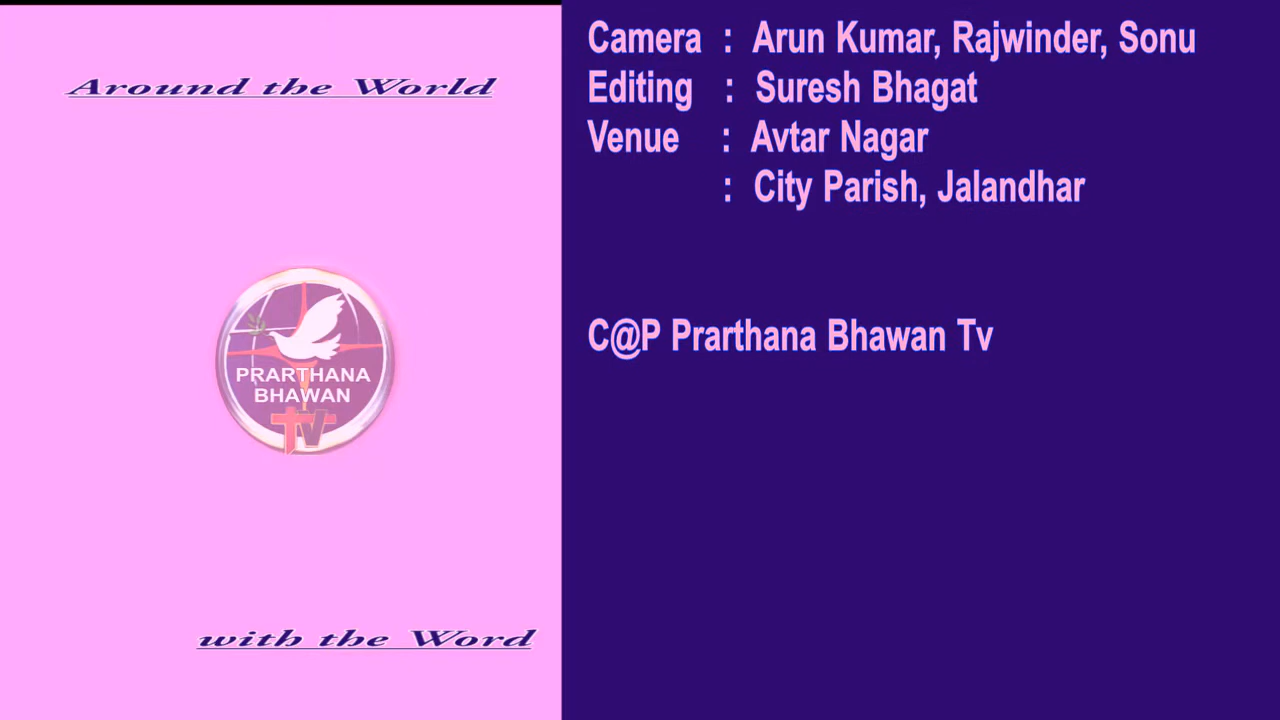 Around the World
PRARTHANA
BHAWAN
TV
with the Word
Camera : Arun Kumar, Rajwinder, Sonu
Editing : Suresh Bhagat
Venue : Avtar Nagar
: City Parish, Jalandhar
C@P Prarthana Bhawan Tv